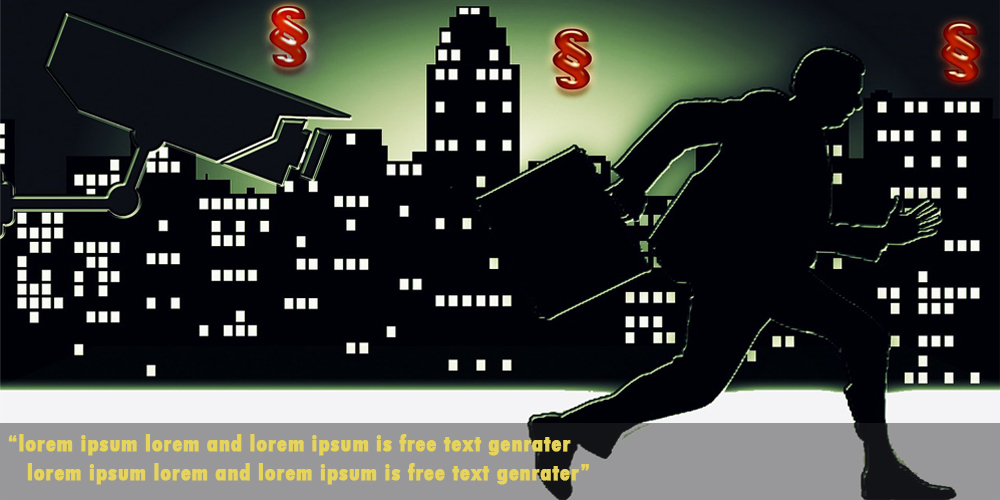 § § §
“lorem ipsum lorem and lorem ipsum is free text genrater
lorem ipsum lorem and lorem ipsum is free text genrater”